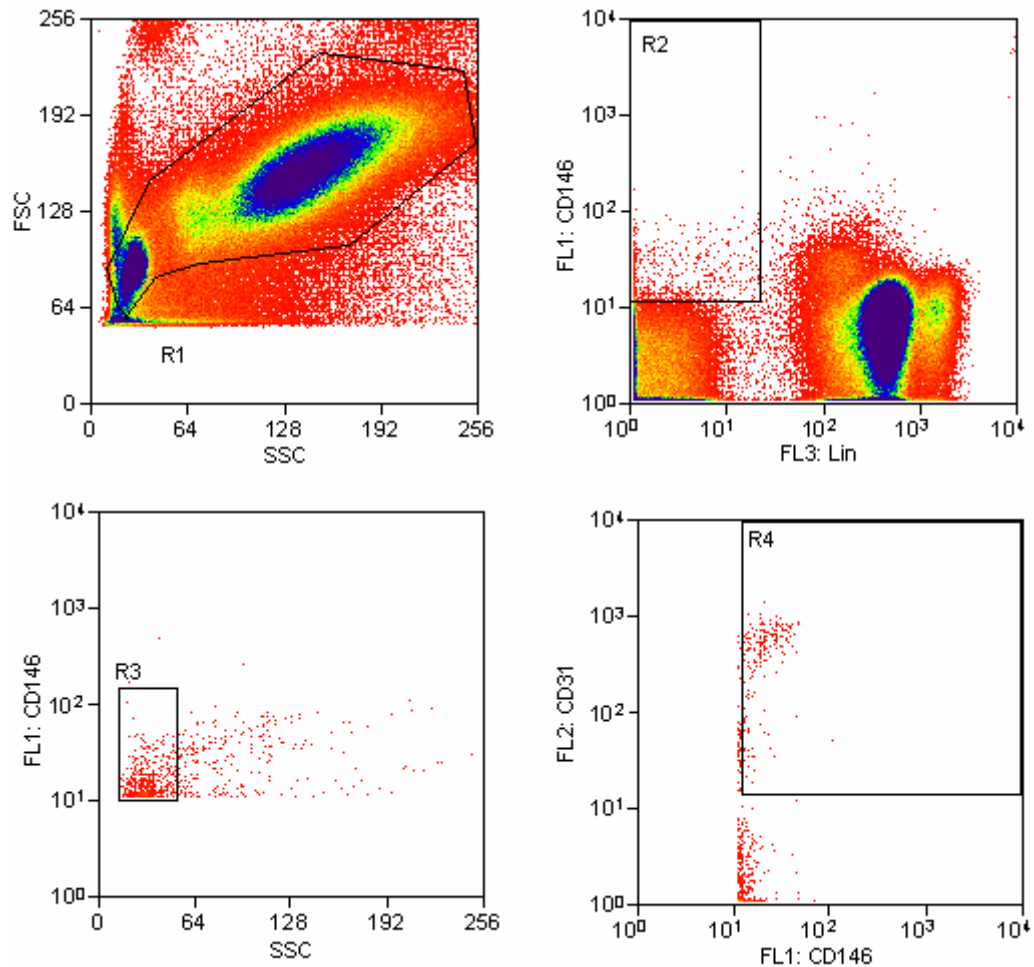 256
192
128
64
0
FSC
R1
0 64 128 192 256
SSC
10⁴
10³
10²
10¹
10⁰
FL1: CD146
R2
10⁰ 10¹ 10² 10³ 10⁴
FL3: Lin
10⁴
10³
10²
10¹
10⁰
FL1: CD146
R3
0 64 128 192 256
SSC
10⁴
10³
10²
10¹
10⁰
FL2: CD31
R4
10⁰ 10¹ 10² 10³ 10⁴
FL1: CD146